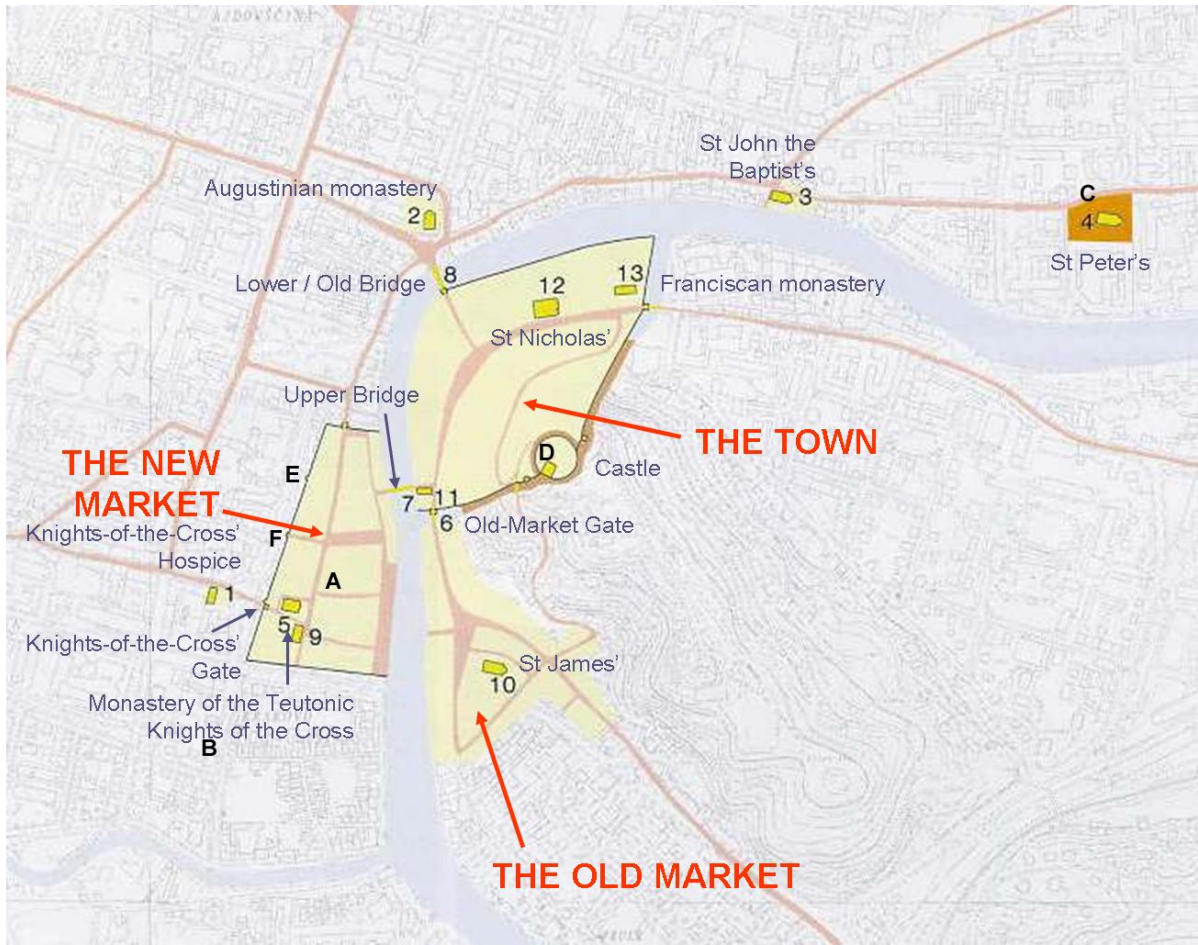 AJDOVŠČINA
St John the
Baptist's
3
Augustinian monastery
2
C
4
St Peter's
Lower / Old Bridge
8
12
13
Franciscan monastery
St Nicholas'
Upper Bridge
THE TOWN
D
Castle
THE NEW
MARKET
E
7
11
6
Old-Market Gate
Knights-of-the-Cross'
Hospice
F
A
1
5
9
Knights-of-the-Cross'
Gate
St James'
10
Monastery of the Teutonic
Knights of the Cross
B
THE OLD MARKET